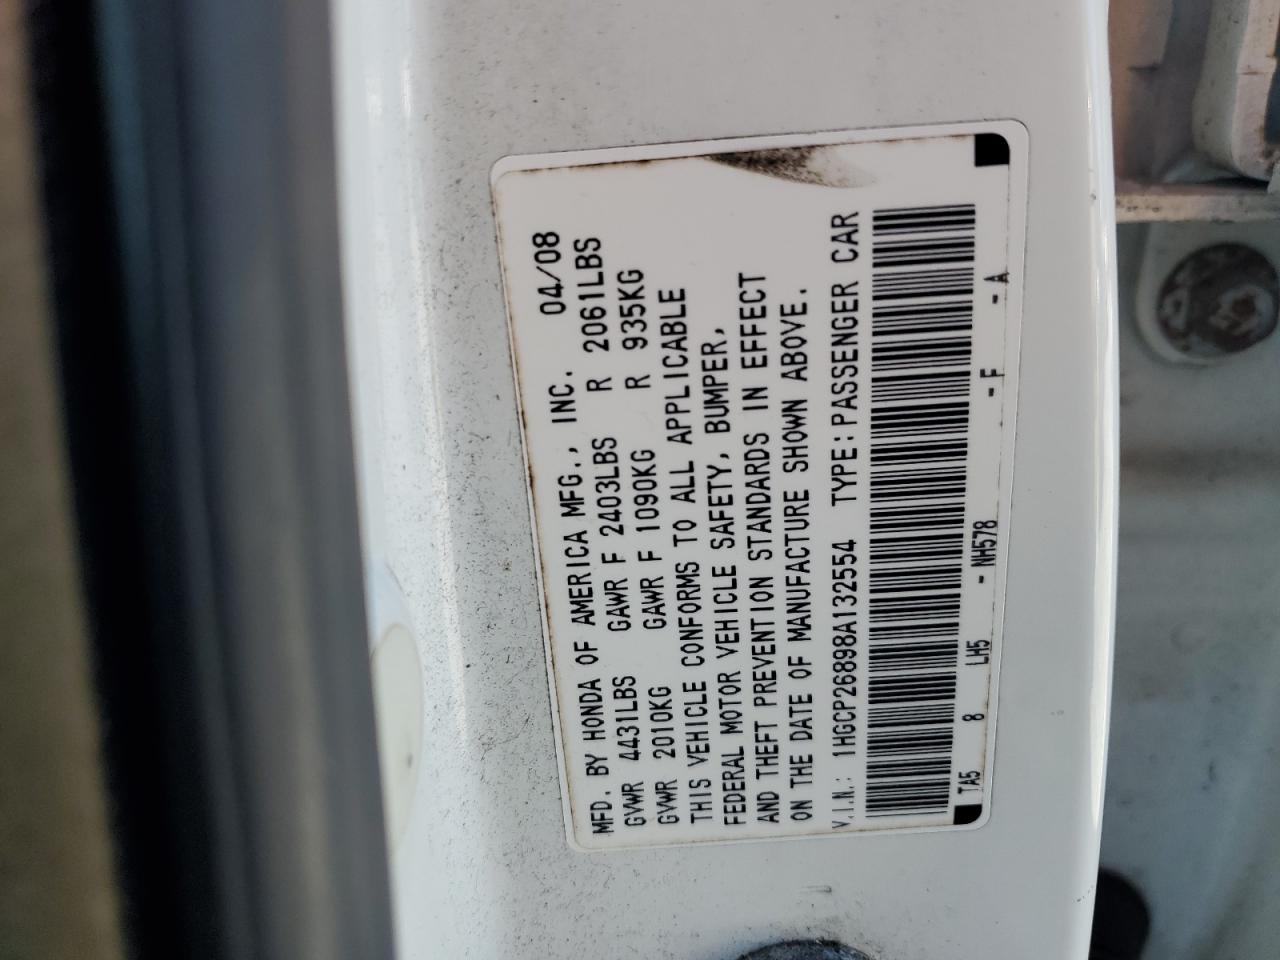 MFD. BY HONDA OF AMERICA MFG., INC. 04/08
GVWR 4431LBS GAWR F 2403LBS R 2061LBS
GVWR 2010KG GAWR F 1090KG R 935KG
THIS VEHICLE CONFORMS TO ALL APPLICABLE
FEDERAL MOTOR VEHICLE SAFETY, BUMPER,
AND THEFT PREVENTION STANDARDS IN EFFECT
ON THE DATE OF MANUFACTURE SHOWN ABOVE.
V.I.N.: 1HGCP26898A132554 TYPE:PASSENGER CAR
TA5 8 LH5 - NH578 - F - A